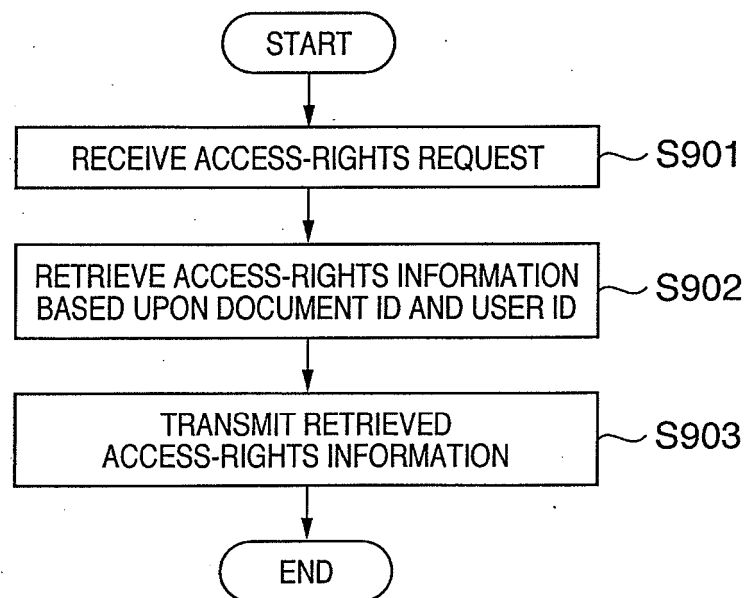 START
RECEIVE ACCESS-RIGHTS REQUEST
S901
RETRIEVE ACCESS-RIGHTS INFORMATION
BASED UPON DOCUMENT ID AND USER ID
S902
TRANSMIT RETRIEVED
ACCESS-RIGHTS INFORMATION
S903
END